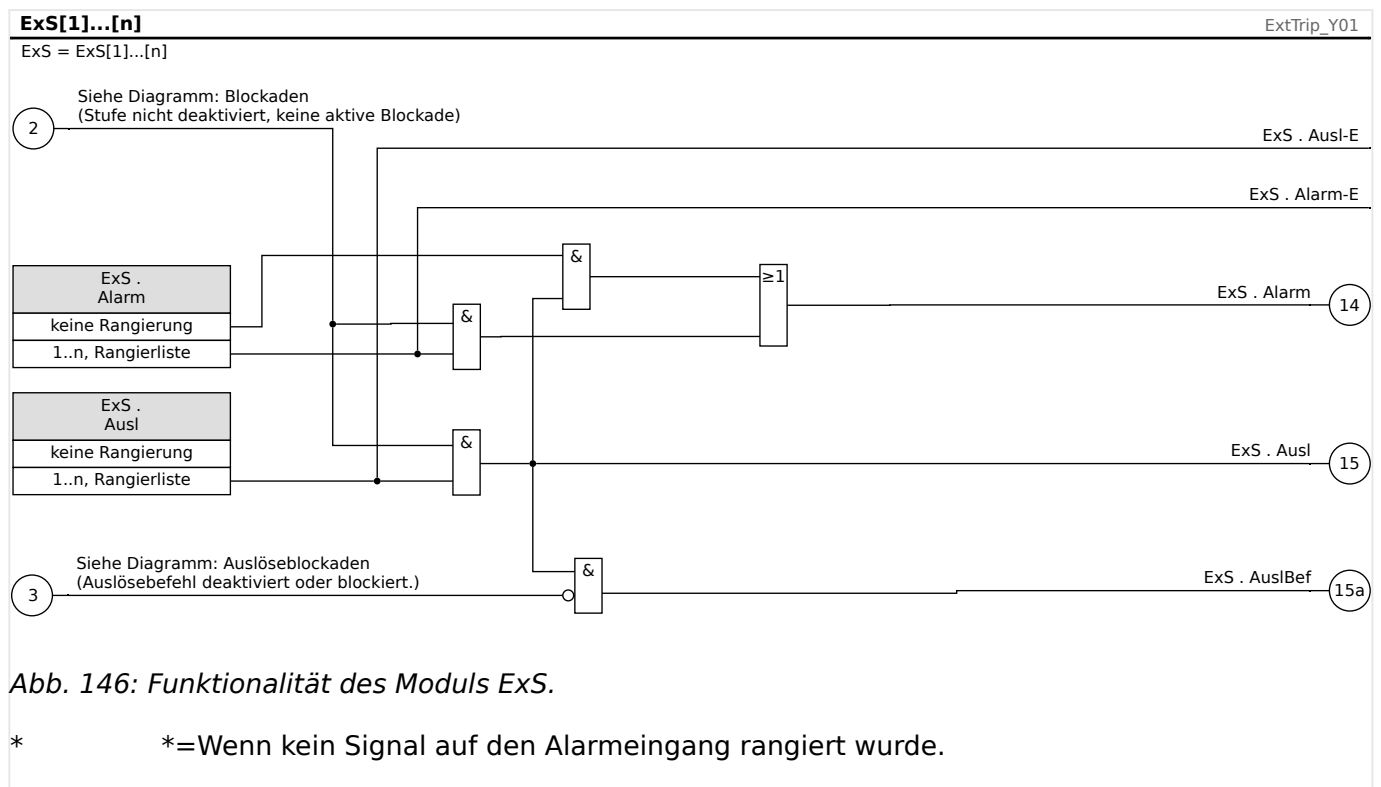 ExS[1]...[n]
ExtTrip_Y01
ExS = ExS[1]...[n]
Siehe Diagramm: Blockaden
(Stufe nicht deaktiviert, keine aktive Blockade)
2
ExS . Ausl-E
ExS . Alarm-E
&
ExS .
Alarm
≥1
ExS . Alarm
14
keine Rangierung
&
1..n, Rangierliste
ExS .
Ausl
keine Rangierung
&
ExS . Ausl
15
1..n, Rangierliste
Siehe Diagramm: Auslöseblockaden
(Auslösebefehl deaktiviert oder blockiert.)
3
&
ExS . AuslBef
15a
Abb. 146: Funktionalität des Moduls ExS.
* *=Wenn kein Signal auf den Alarmeingang rangiert wurde.